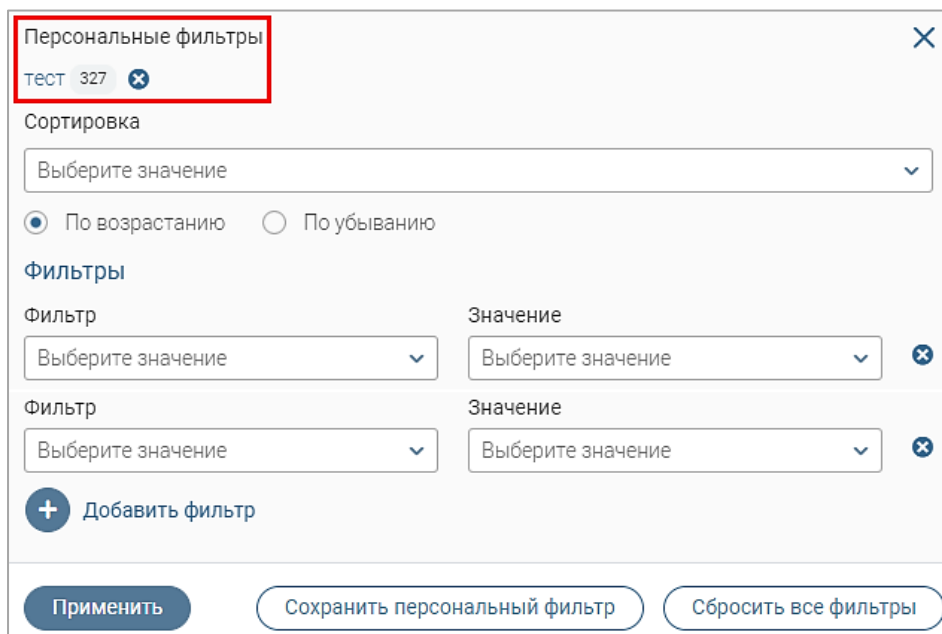 Персональные фильтры
тест 327
Сортировка
Выберите значение
По возрастанию По убыванию
Фильтры
Фильтр Значение
Выберите значение Выберите значение
Фильтр Значение
Выберите значение Выберите значение
Добавить фильтр
Применить Сохранить персональный фильтр Сбросить все фильтры